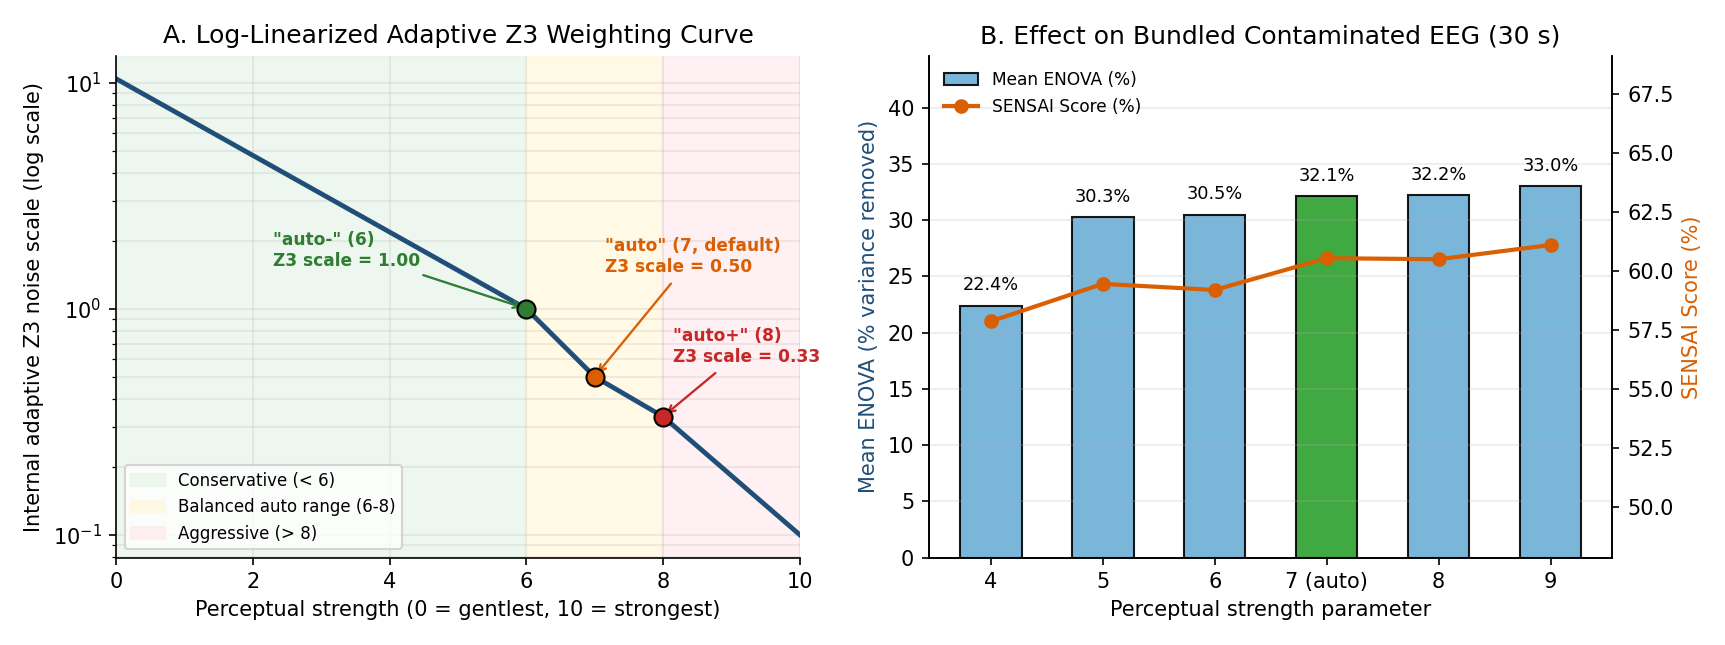 A. Log-Linearized Adaptive Z3 Weighting Curve
Internal adaptive Z3 noise scale (log scale)
10¹
10⁰
10⁻¹
"auto-" (6)
Z3 scale = 1.00
"auto" (7, default)
Z3 scale = 0.50
"auto+" (8)
Z3 scale = 0.33
Conservative (< 6)
Balanced auto range (6-8)
Aggressive (> 8)
0 2 4 6 8 10
Perceptual strength (0 = gentlest, 10 = strongest)
B. Effect on Bundled Contaminated EEG (30 s)
Mean ENOVA (% variance removed)
40
35
30
25
20
15
10
5
0
Mean ENOVA (%)
SENSAI Score (%)
22.4%
30.3%
30.5%
32.1%
32.2%
33.0%
67.5
65.0
62.5
60.0
57.5
55.0
52.5
50.0
SENSAI Score (%)
4 5 6 7 (auto) 8 9
Perceptual strength parameter